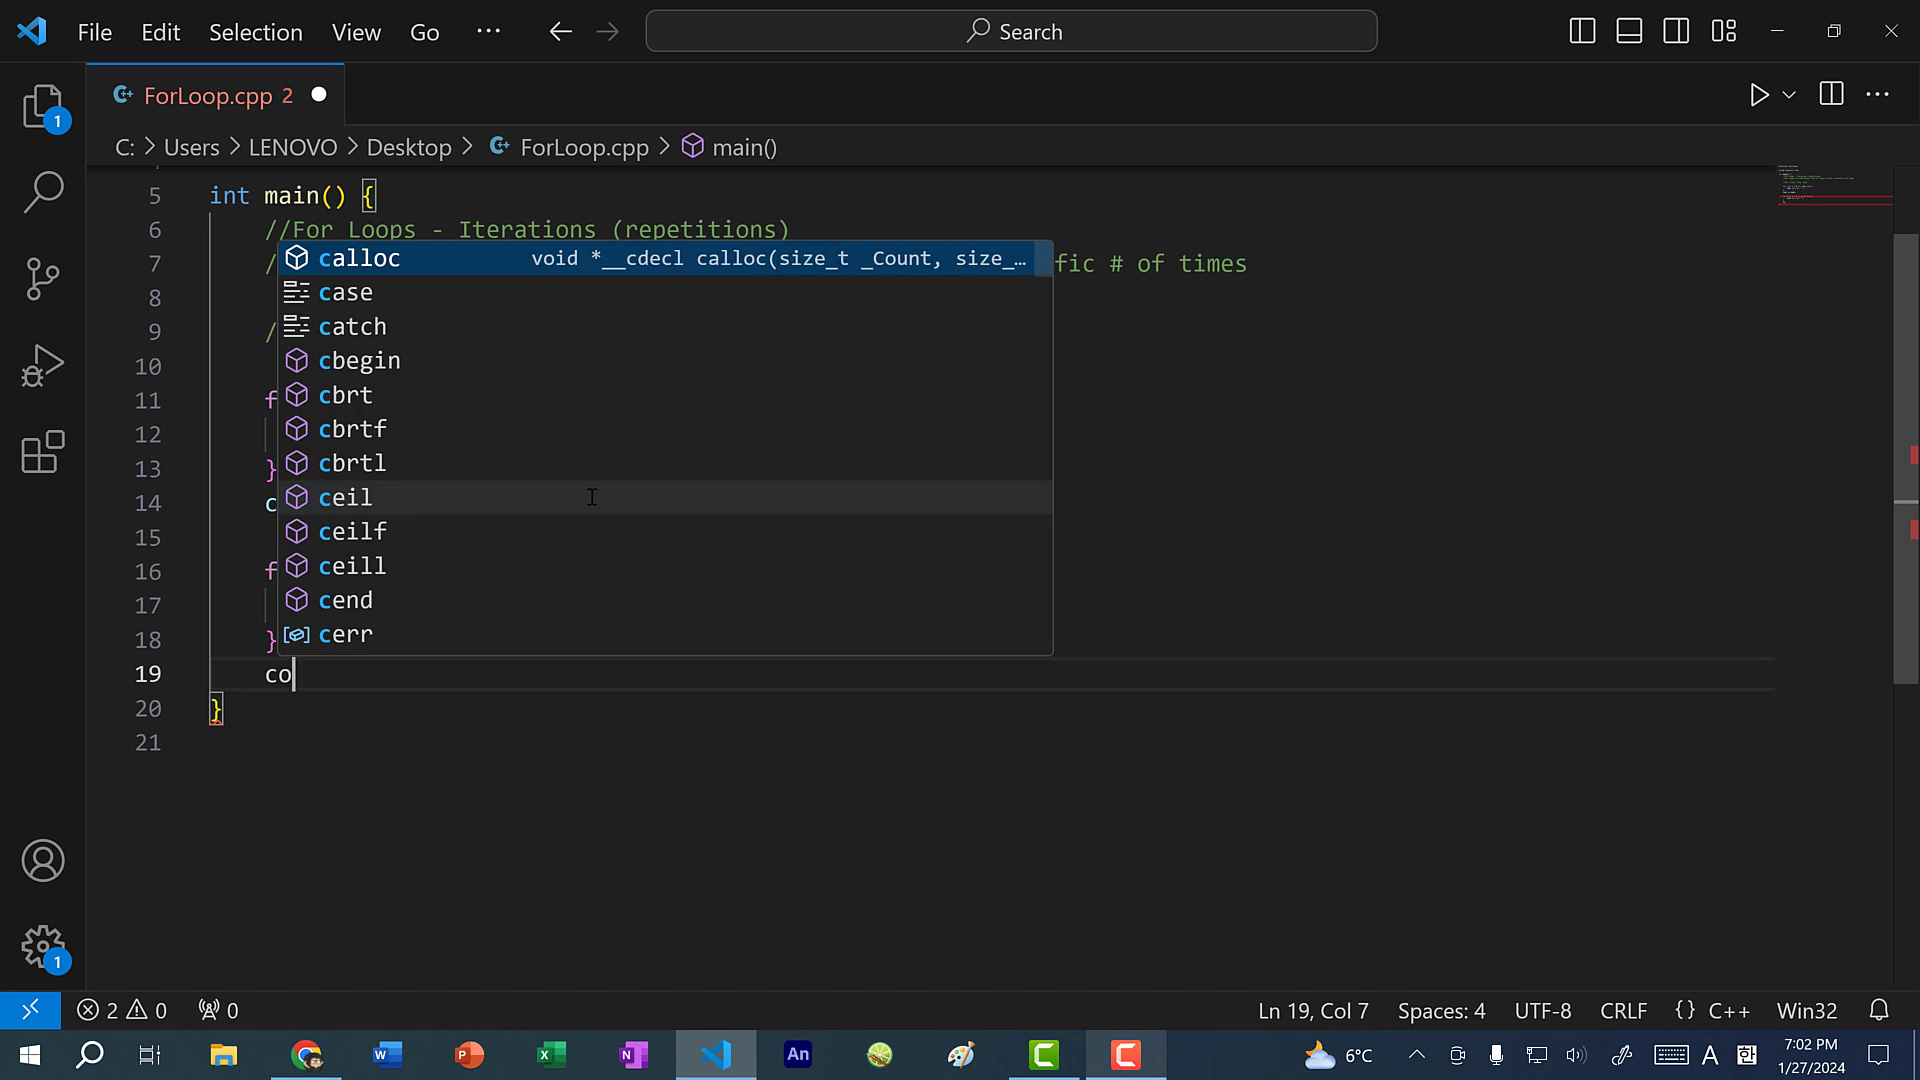 File Edit Selection View Go ... Search
ForLoop.cpp 2
C: > Users > LENOVO > Desktop > ForLoop.cpp > main()
5 int main() {
6 //For Loops - Iterations (repetitions)
7 / fic # of times
calloc void *__cdecl calloc(size_t _Count, size_…
8
case
9 /
catch
10
cbegin
11 f
cbrt
12
cbrtf
13 }
cbrtl
14 c
ceil
15
ceilf
16 f
ceill
17
cend
18 }
cerr
19 co
20 }
21
1
1
2 0 0 Ln 19, Col 7 Spaces: 4 UTF-8 CRLF {} C++ Win32
An A 한 6°C 7:02 PM
1/27/2024